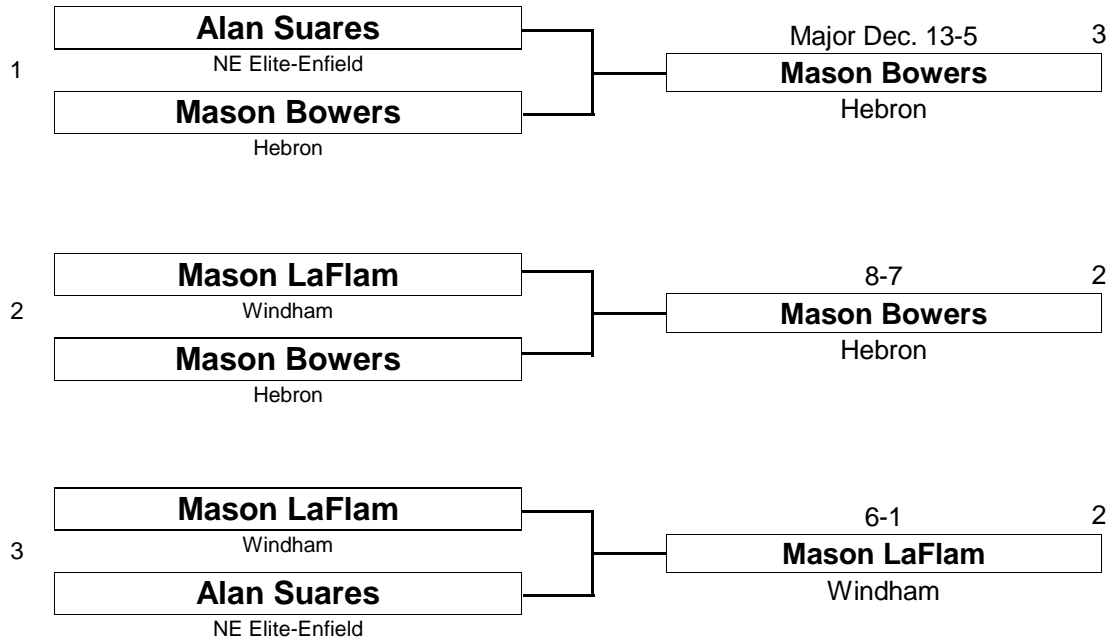 Alan Suares
NE Elite-Enfield
1
Mason Bowers
Hebron
Major Dec. 13-5 3
Mason Bowers
Hebron
Mason LaFlam
Windham
2
Mason Bowers
Hebron
8-7 2
Mason Bowers
Hebron
Mason LaFlam
Windham
3
Alan Suares
NE Elite-Enfield
6-1 2
Mason LaFlam
Windham